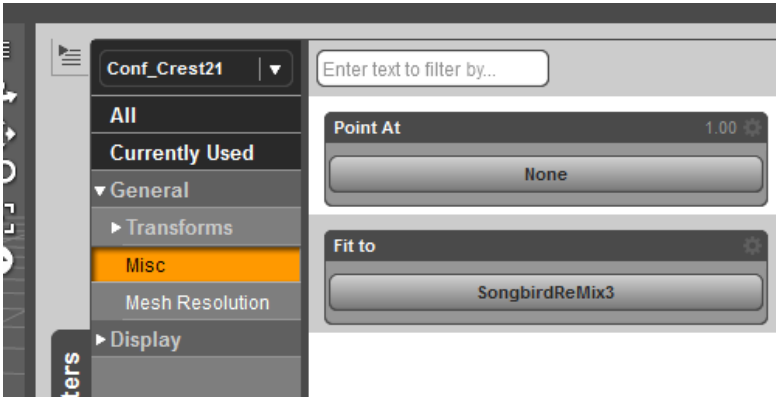 Conf_Crest21
Enter text to filter by...
All
Currently Used
General
Transforms
Misc
Mesh Resolution
Display
Point At
1.00
None
Fit to
SongbirdReMix3